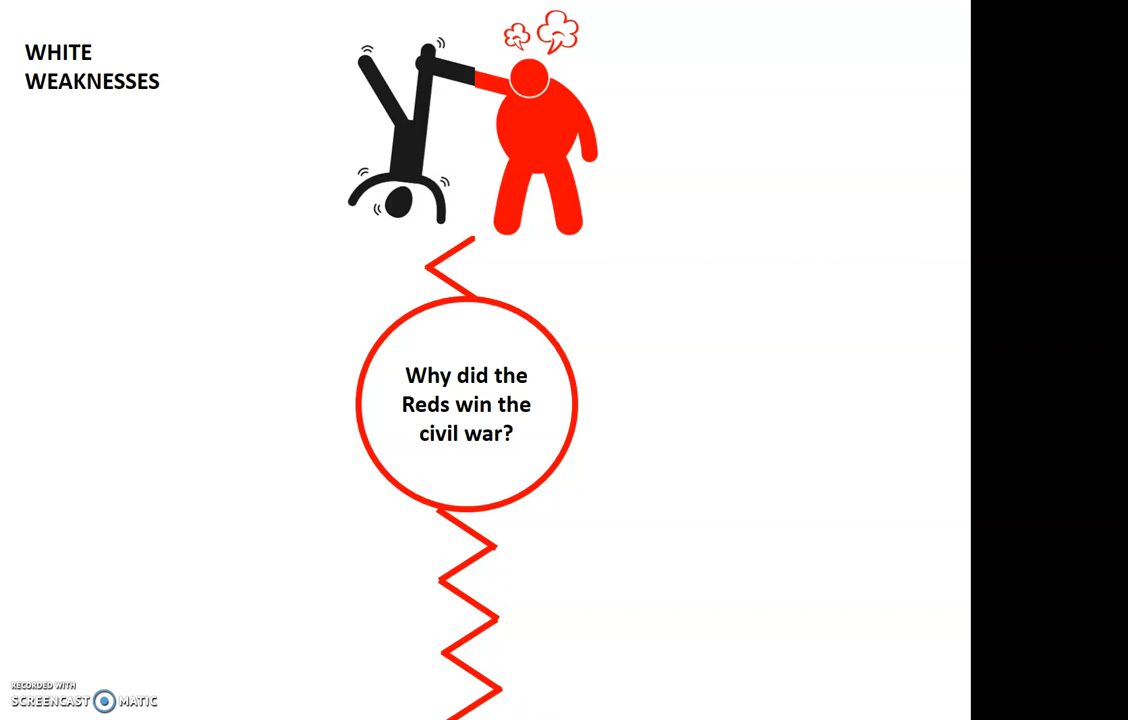 WHITE
WEAKNESSES
Why did the
Reds win the
civil war?
RECORDED WITH
SCREENCAST MATIC